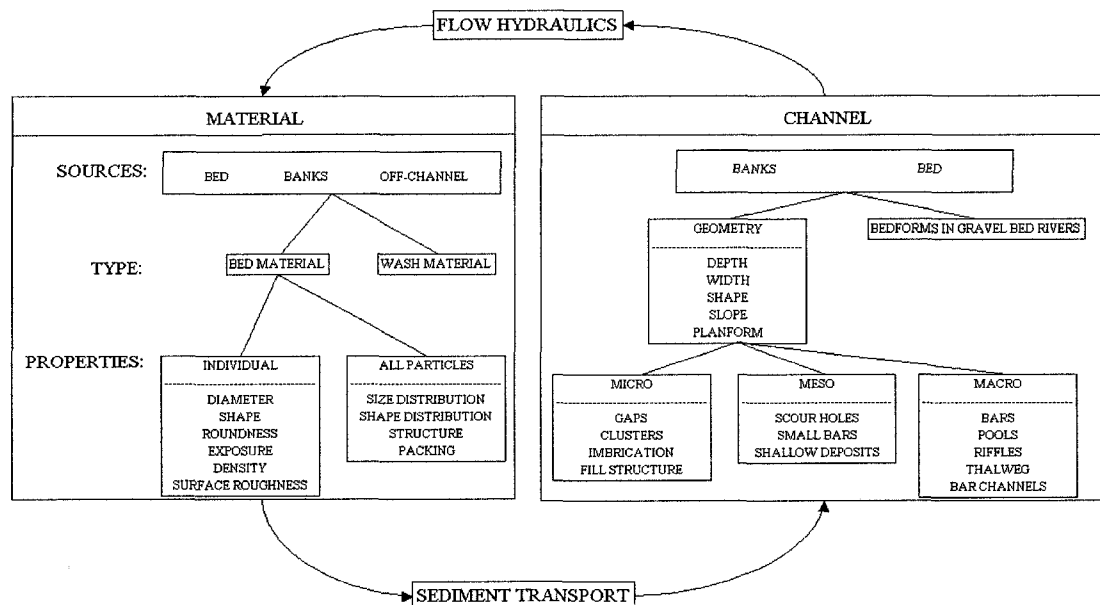 FLOW HYDRAULICS
MATERIAL
SOURCES:
BED BANKS OFF-CHANNEL
TYPE:
BED MATERIAL WASH MATERIAL
PROPERTIES:
INDIVIDUAL
DIAMETER
SHAPE
ROUNDNESS
EXPOSURE
DENSITY
SURFACE ROUGHNESS
ALL PARTICLES
SIZE DISTRIBUTION
SHAPE DISTRIBUTION
STRUCTURE
PACKING
CHANNEL
BANKS BED
GEOMETRY
DEPTH
WIDTH
SHAPE
SLOPE
PLANFORM
BEDFORMS IN GRAVEL BED RIVERS
MICRO
GAPS
CLUSTERS
IMBRICATION
FILL STRUCTURE
MESO
SCOUR HOLES
SMALL BARS
SHALLOW DEPOSITS
MACRO
BARS
POOLS
RIFFLES
THALWEG
BAR CHANNELS
SEDIMENT TRANSPORT